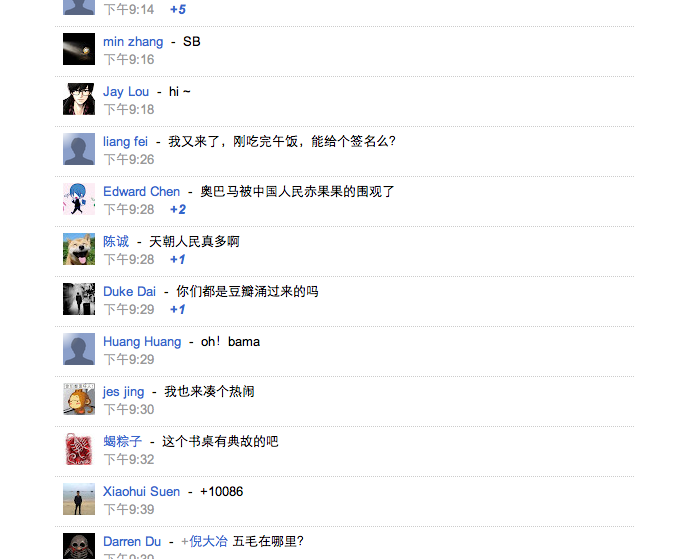 下午9:14 +5
min zhang - SB
下午9:16
Jay Lou - hi ~
下午9:18
liang fei - 我又来了，刚吃完午饭，能给个签名么?
下午9:26
Edward Chen - 奥巴马被中国人民赤果果的围观了
下午9:28 +2
陈诚 - 天朝人民真多啊
下午9:28 +1
Duke Dai - 你们都是豆瓣涌过来的吗
下午9:29 +1
Huang Huang - oh！bama
下午9:29
jes jing - 我也来凑个热闹
下午9:30
蝎粽子 - 这个书桌有典故的吧
下午9:32
Xiaohui Suen - +10086
下午9:39
Darren Du - +倪大冶 五毛在哪里?
下午9:39